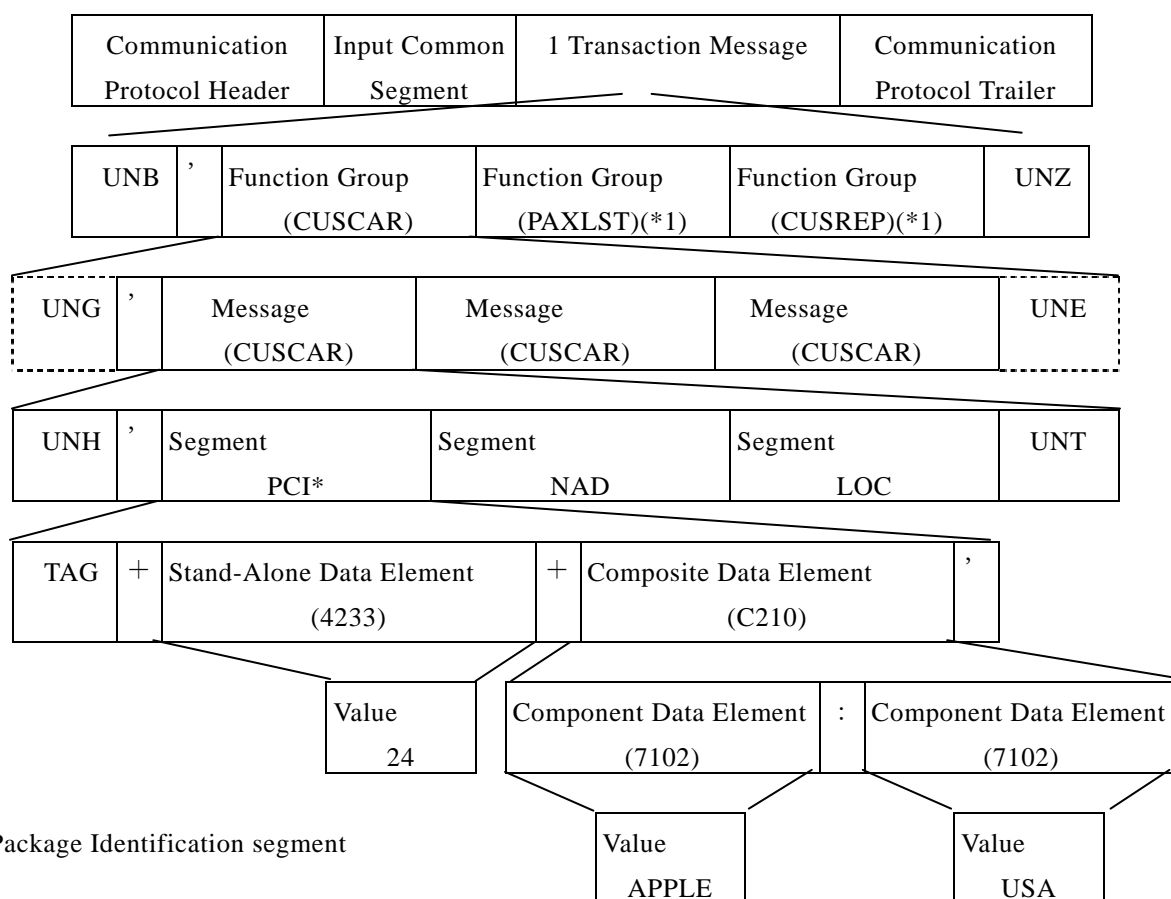 Communication Protocol Header
Input Common Segment
1 Transaction Message
Communication Protocol Trailer
UNB
’
Function Group (CUSCAR)
Function Group (PAXLST)(*1)
Function Group (CUSREP)(*1)
UNZ
UNG
’
Message (CUSCAR)
Message (CUSCAR)
Message (CUSCAR)
UNE
UNH
’
Segment PCI*
Segment NAD
Segment LOC
UNT
TAG
+
Stand-Alone Data Element (4233)
+
Composite Data Element (C210)
’
Value 24
Component Data Element (7102)
:
Component Data Element (7102)
Package Identification segment
Value APPLE
Value USA